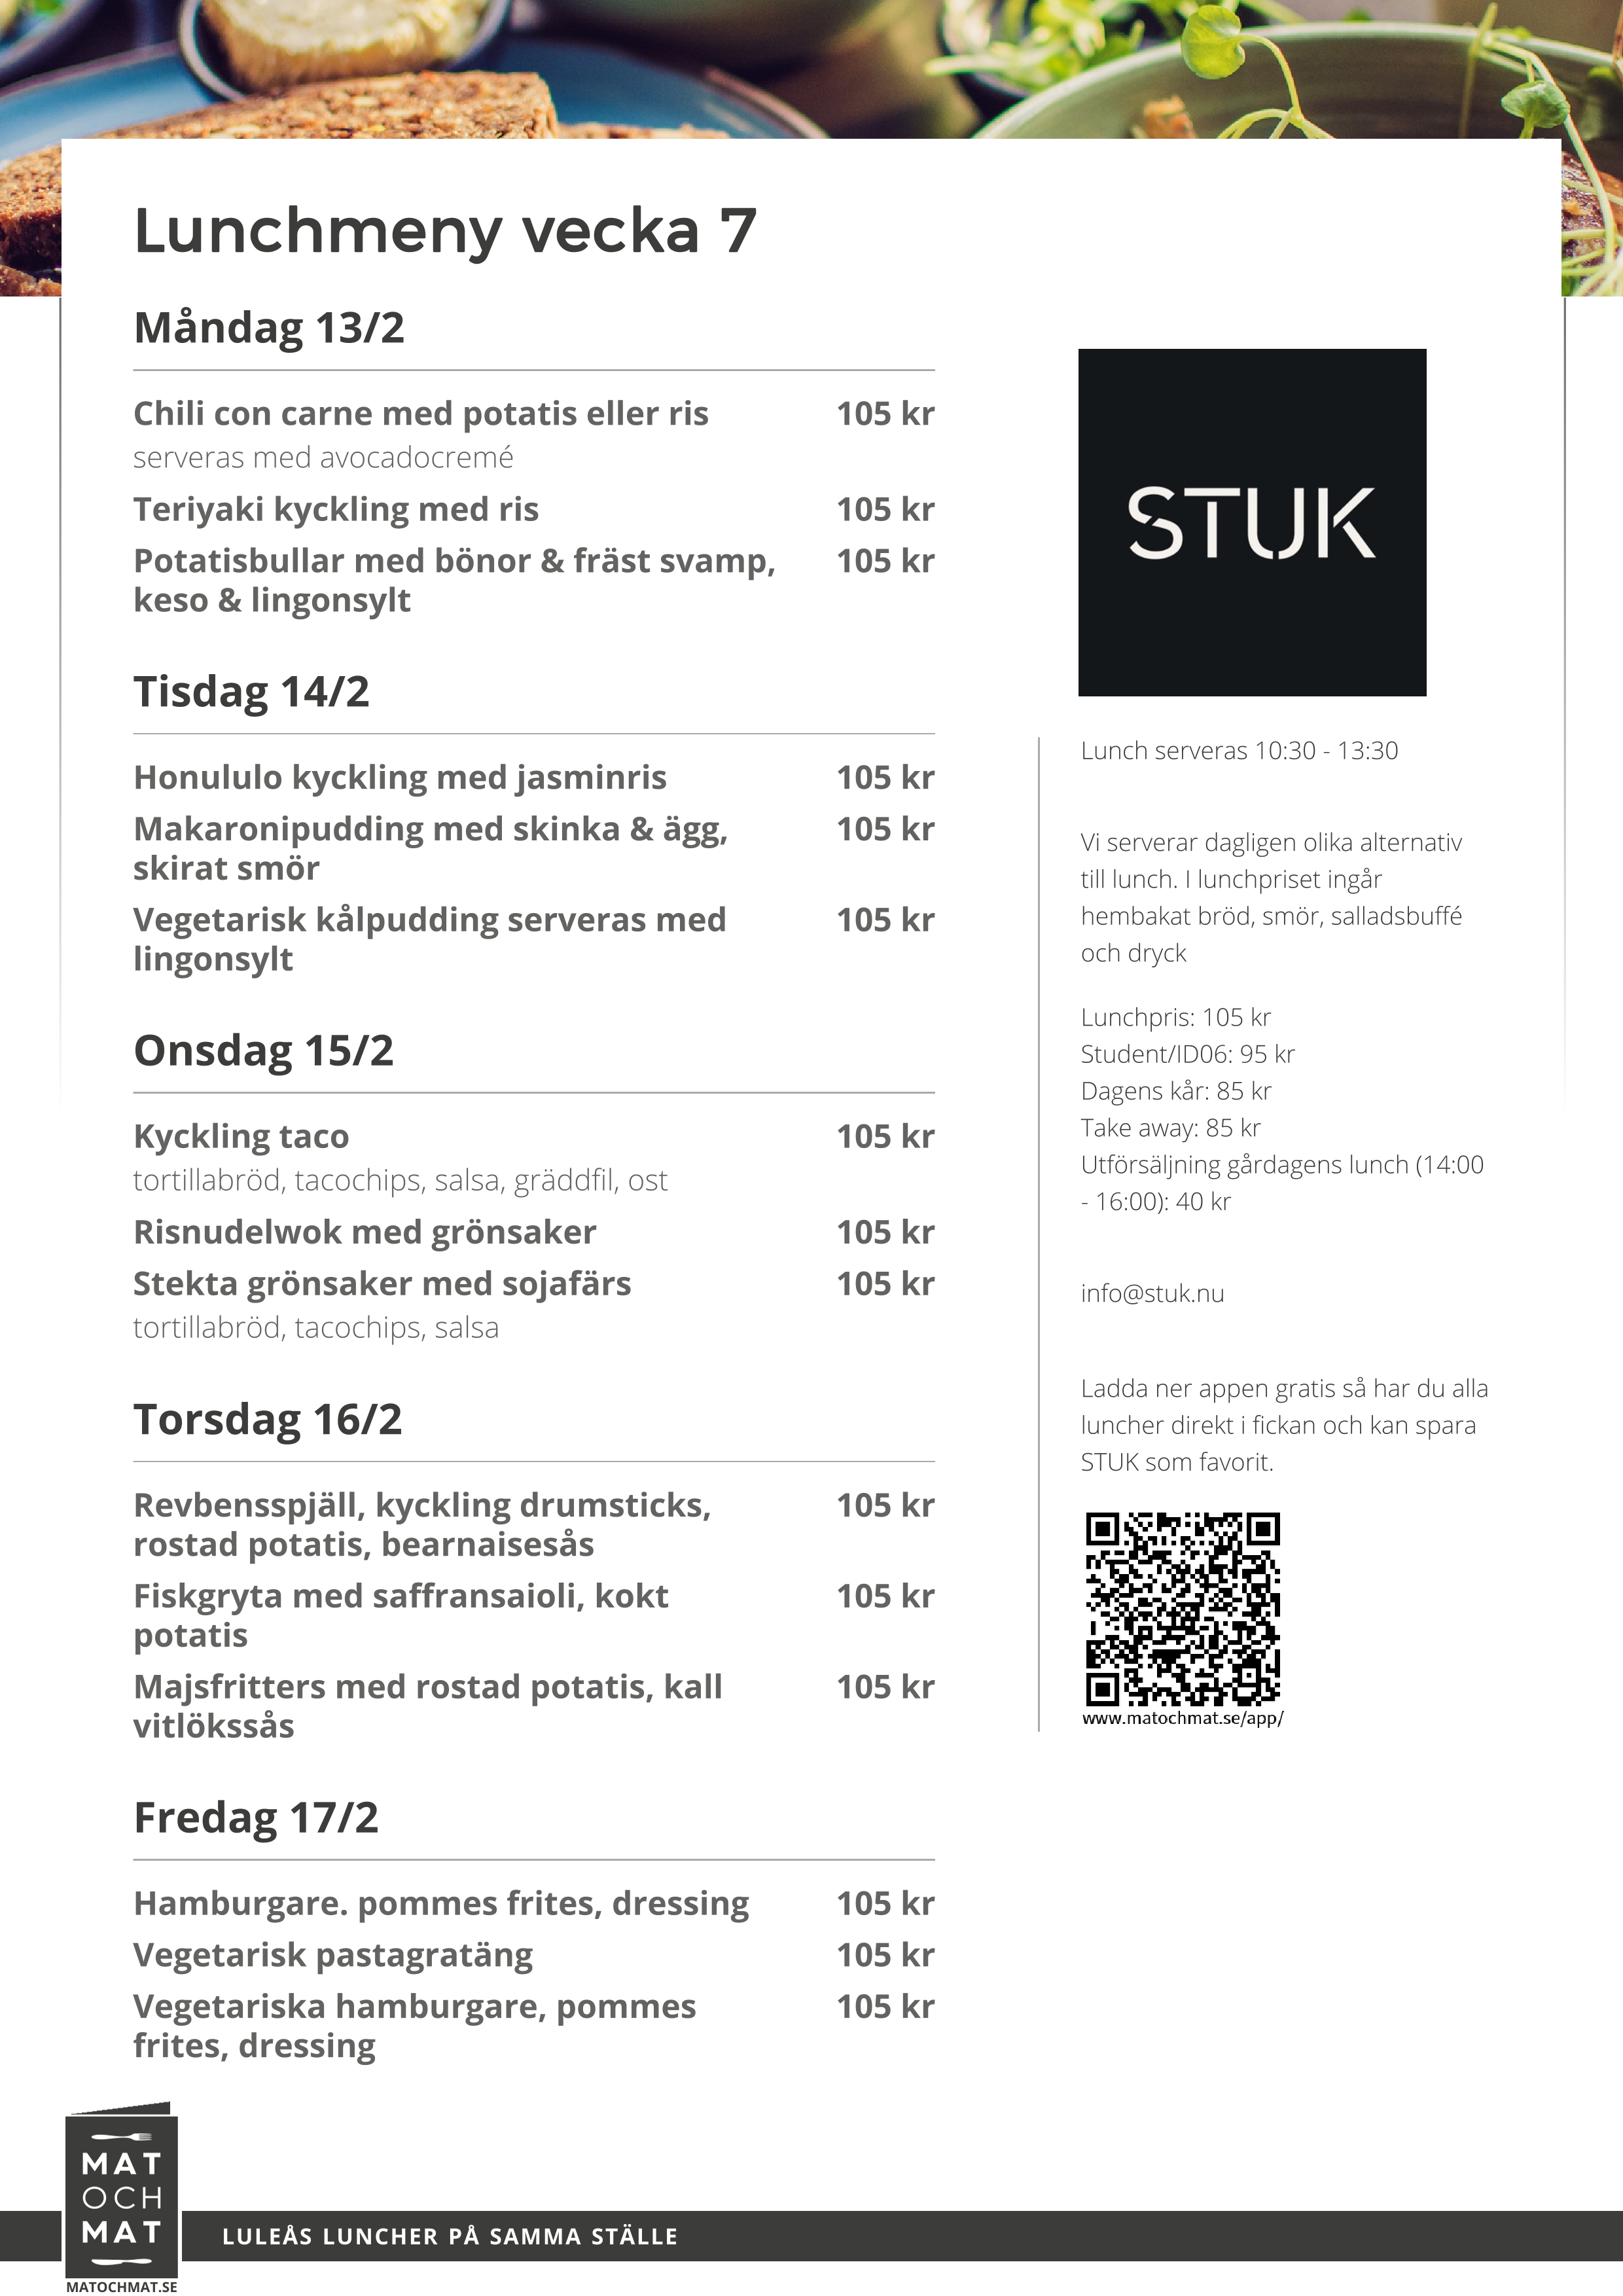 Lunchmeny vecka 7
Måndag 13/2
Chili con carne med potatis eller ris 105 kr
serveras med avocadocremé
Teriyaki kyckling med ris 105 kr
Potatisbullar med bönor & fräst svamp, 105 kr
keso & lingonsylt
Tisdag 14/2
Honululo kyckling med jasminris 105 kr
Makaronipudding med skinka & ägg, 105 kr
skirat smör
Vegetarisk kålpudding serveras med 105 kr
lingonsylt
Onsdag 15/2
Kyckling taco 105 kr
tortillabröd, tacochips, salsa, gräddfil, ost
Risnudelwok med grönsaker 105 kr
Stekta grönsaker med sojafärs 105 kr
tortillabröd, tacochips, salsa
Torsdag 16/2
Revbensspjäll, kyckling drumsticks, 105 kr
rostad potatis, bearnaisesås
Fiskgryta med saffransaioli, kokt 105 kr
potatis
Majsfritters med rostad potatis, kall 105 kr
vitlökssås
Fredag 17/2
Hamburgare. pommes frites, dressing 105 kr
Vegetarisk pastagratäng 105 kr
Vegetariska hamburgare, pommes 105 kr
frites, dressing
STUK
Lunch serveras 10:30 - 13:30
Vi serverar dagligen olika alternativ
till lunch. I lunchpriset ingår
hembakat bröd, smör, salladsbuffé
och dryck
Lunchpris: 105 kr
Student/ID06: 95 kr
Dagens kår: 85 kr
Take away: 85 kr
Utförsäljning gårdagens lunch (14:00
- 16:00): 40 kr
info@stuk.nu
Ladda ner appen gratis så har du alla
luncher direkt i fickan och kan spara
STUK som favorit.
www.matochmat.se/app/
MAT
OCH
MAT
LULEÅS LUNCHER PÅ SAMMA STÄLLE
MATOCHMAT.SE